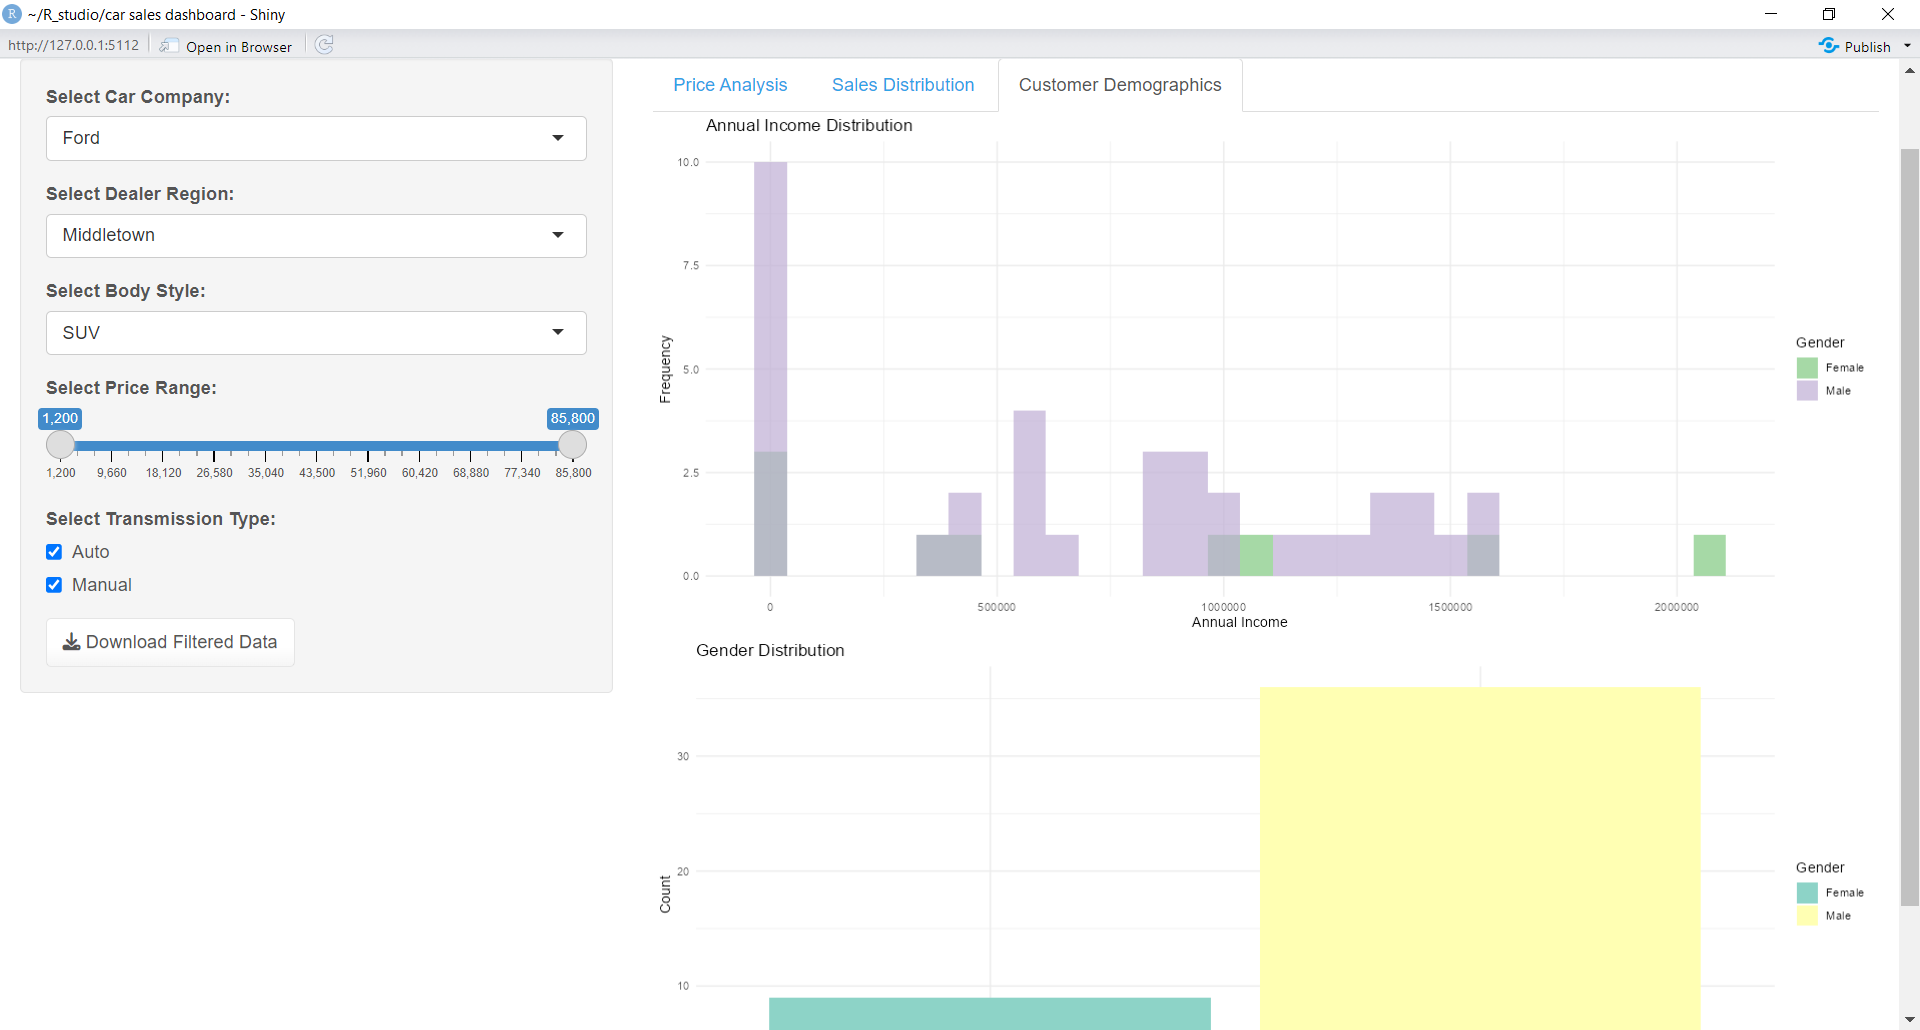 R ~/R_studio/car sales dashboard - Shiny
http://127.0.0.1:5112 Open in Browser Publish
Select Car Company:
Ford
Select Dealer Region:
Middletown
Select Body Style:
SUV
Select Price Range:
1,200 85,800
1,200 9,660 18,120 26,580 35,040 43,500 51,960 60,420 68,880 77,340 85,800
Select Transmission Type:
Auto
Manual
Download Filtered Data
Price Analysis Sales Distribution Customer Demographics
Annual Income Distribution
10.0
7.5
5.0
2.5
0.0
Frequency
0 500000 1000000 1500000 2000000
Annual Income
Gender
Female
Male
Gender Distribution
30
20
10
Count
Gender
Female
Male